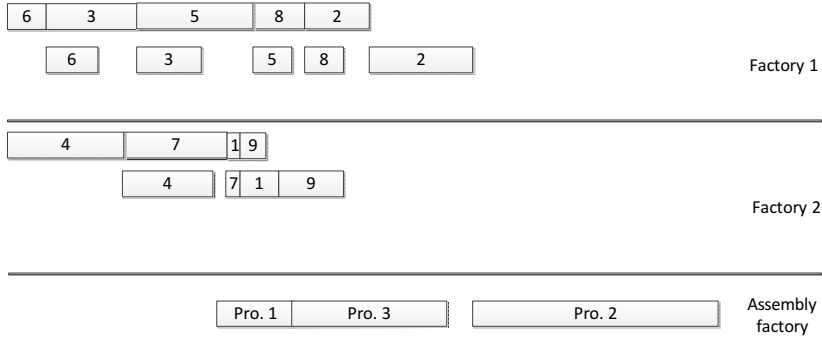 6 3 5 8 2
6 3 5 8 2
Factory 1
4 7 1 9
4 7 1 9
Factory 2
Pro. 1 Pro. 3 Pro. 2
Assembly
factory